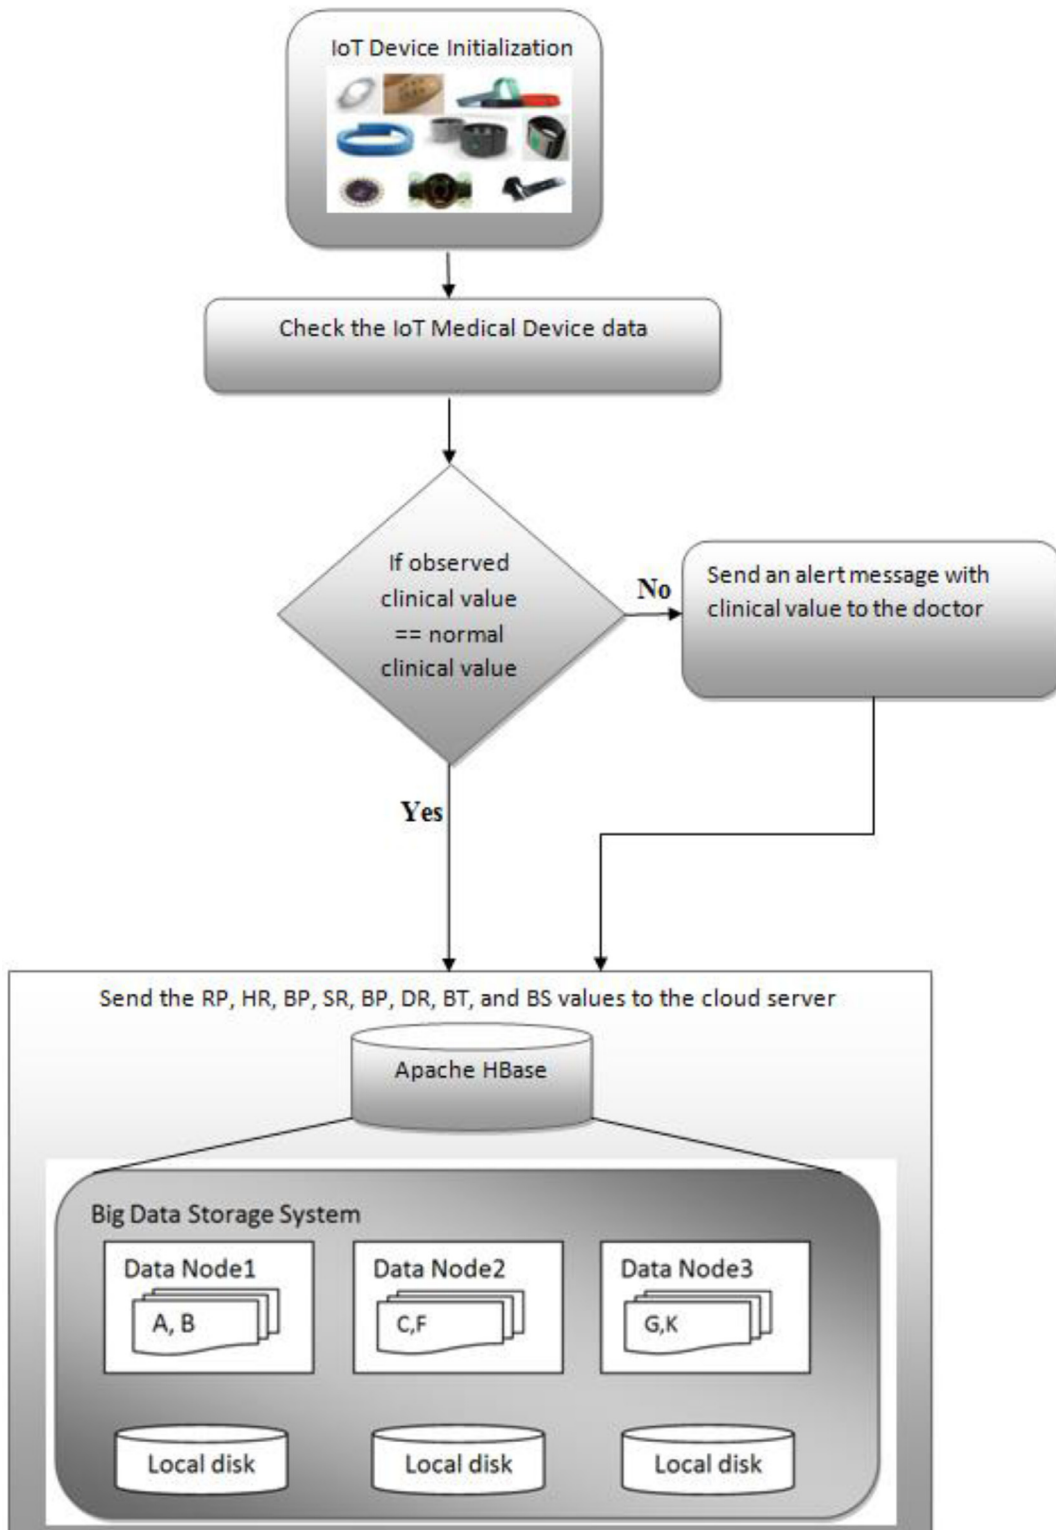 IoT Device Initialization
Check the IoT Medical Device data
If observed
clinical value
== normal
clinical value
No
Send an alert message with
clinical value to the doctor
Yes
Send the RP, HR, BP, SR, BP, DR, BT, and BS values to the cloud server
Apache HBase
Big Data Storage System
Data Node1
A, B
Data Node2
C,F
Data Node3
G,K
Local disk
Local disk
Local disk